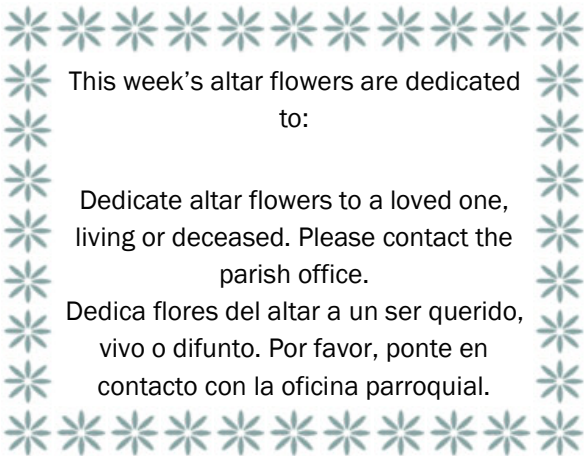 This week’s altar flowers are dedicated
to:
Dedicate altar flowers to a loved one,
living or deceased. Please contact the
parish office.
Dedica flores del altar a un ser querido,
vivo o difunto. Por favor, ponte en
contacto con la oficina parroquial.